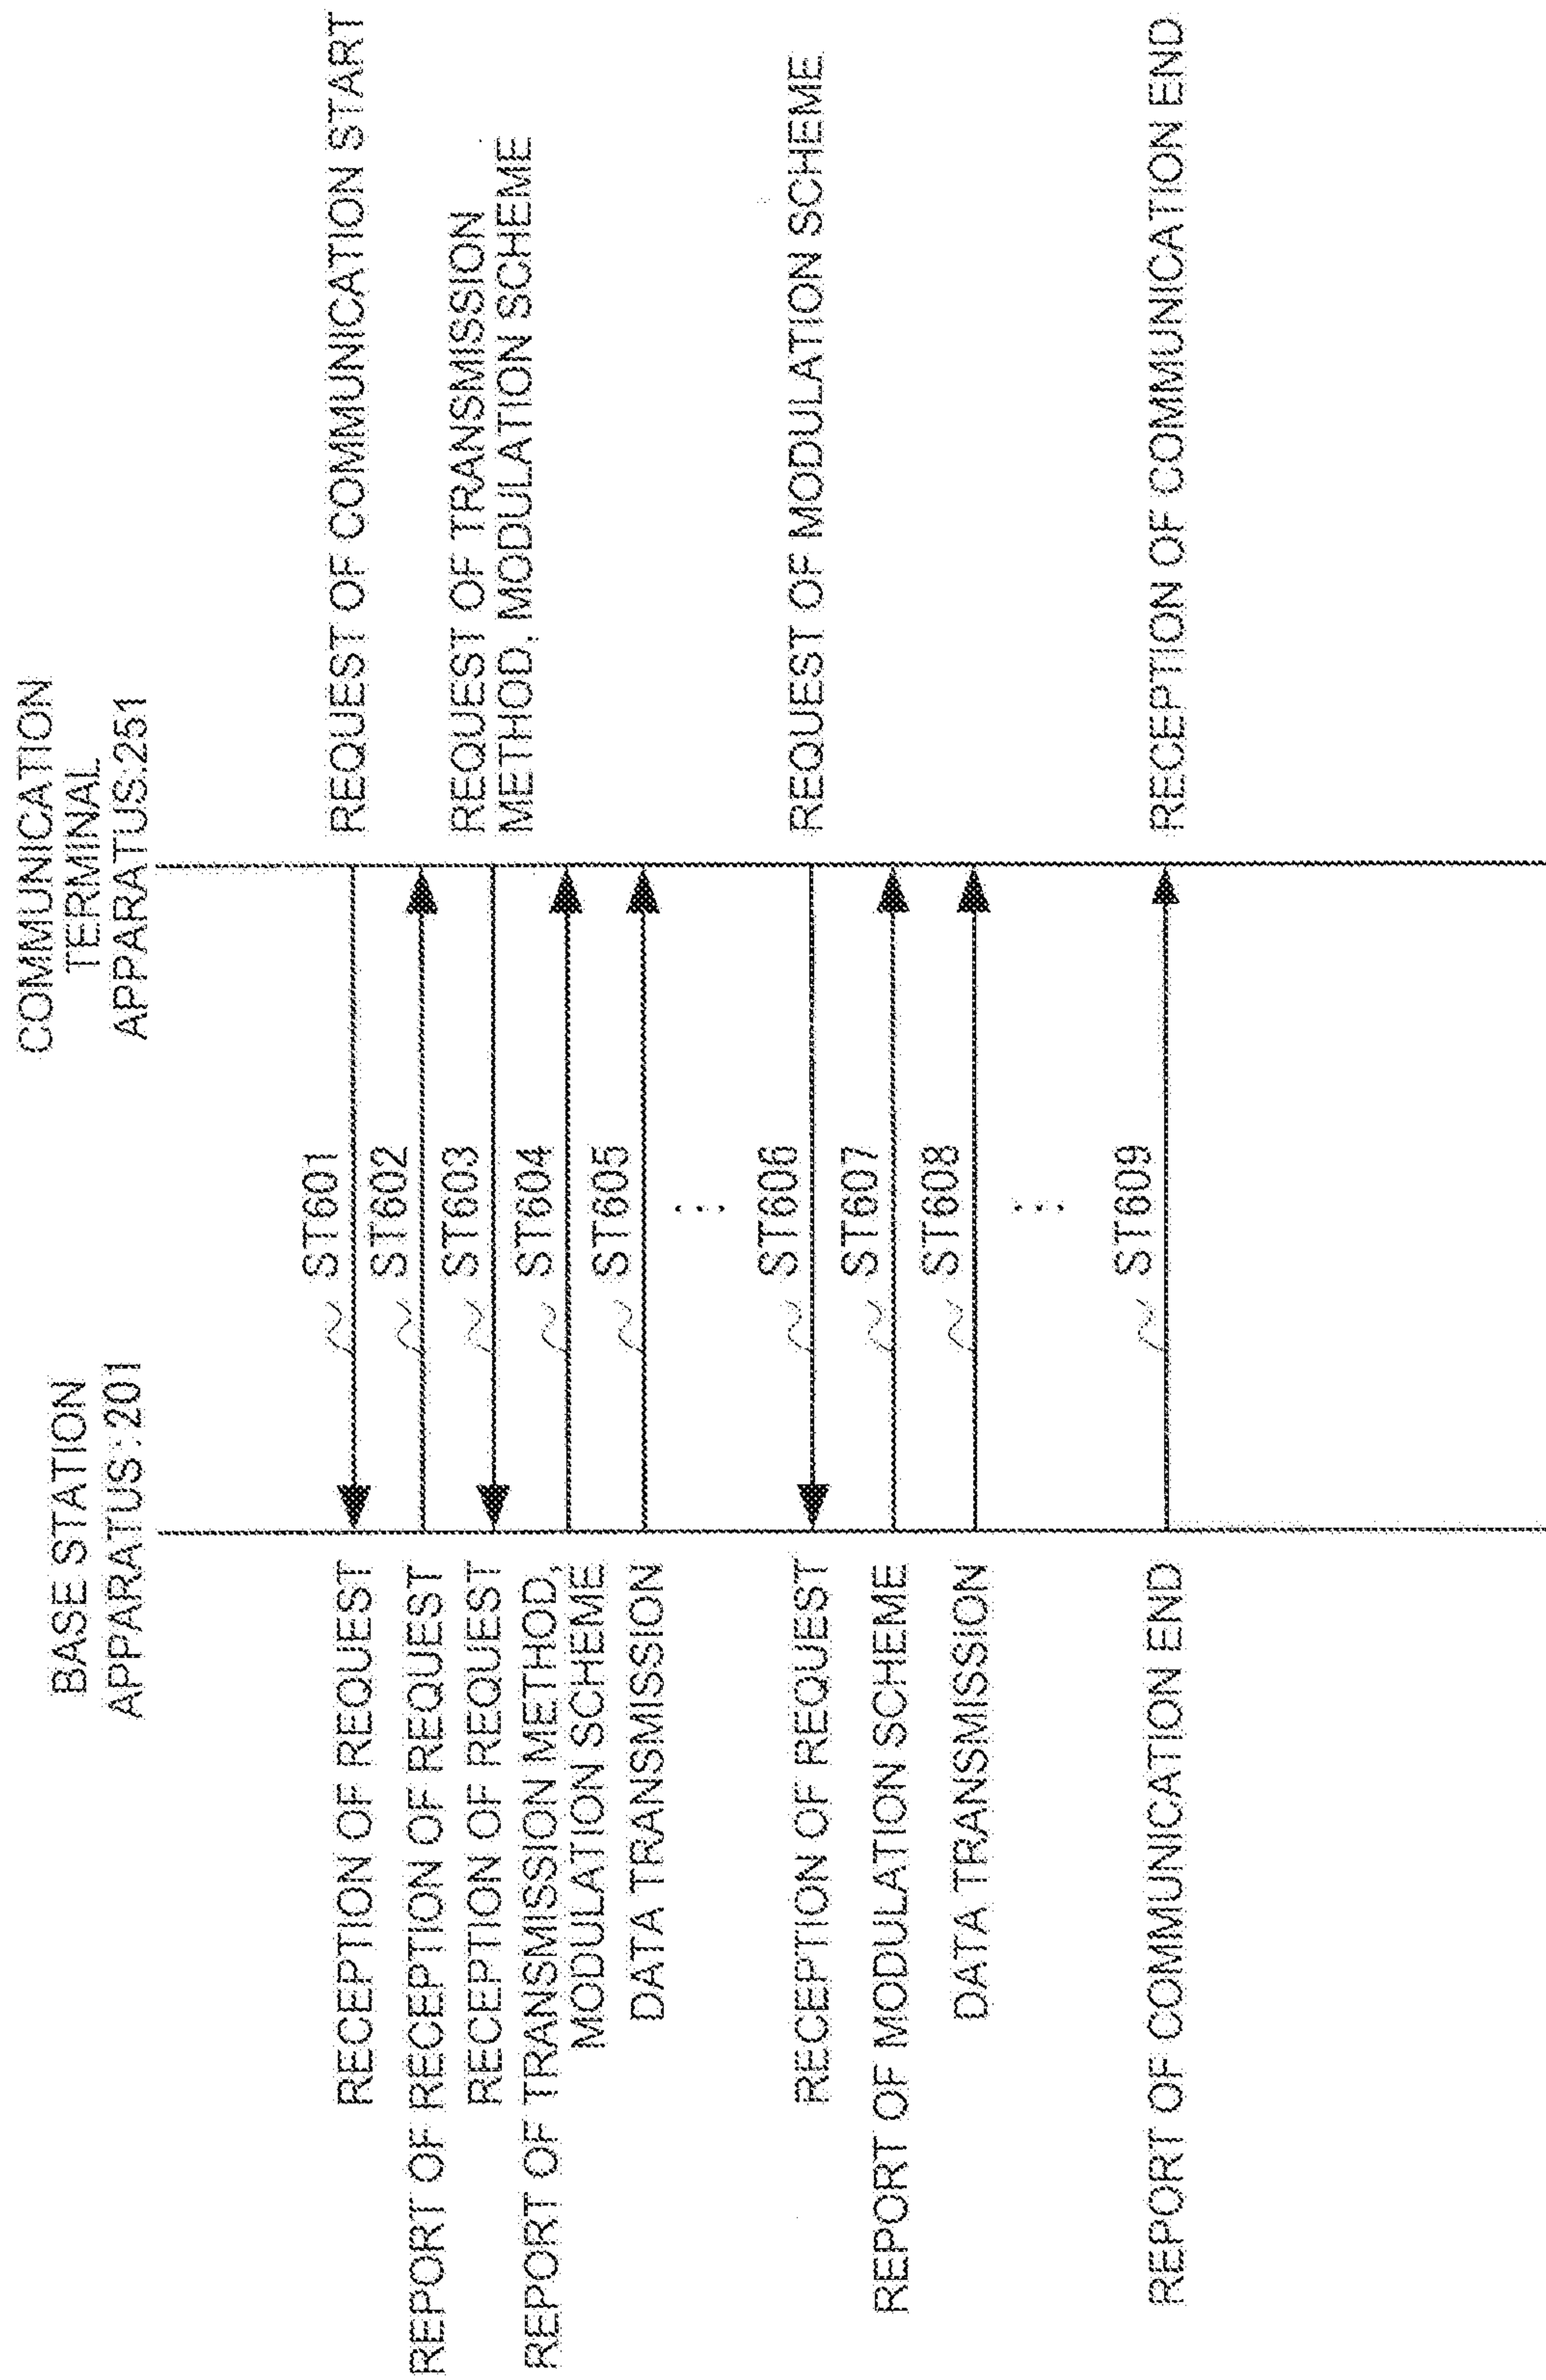 BASE STATION
APPARATUS:201
COMMUNICATION
TERMINAL
APPARATUS:251
RECEPTION OF REQUEST
ST601
REQUEST OF COMMUNICATION START
REPORT OF RECEPTION OF REQUEST
ST602
RECEPTION OF REQUEST
ST603
REQUEST OF TRANSMISSION
METHOD, MODULATION SCHEME
REPORT OF TRANSMISSION METHOD,
MODULATION SCHEME
ST604
DATA TRANSMISSION
ST605
RECEPTION OF REQUEST
ST606
REQUEST OF MODULATION SCHEME
REPORT OF MODULATION SCHEME
ST607
DATA TRANSMISSION
ST608
REPORT OF COMMUNICATION END
ST609
RECEPTION OF COMMUNICATION END